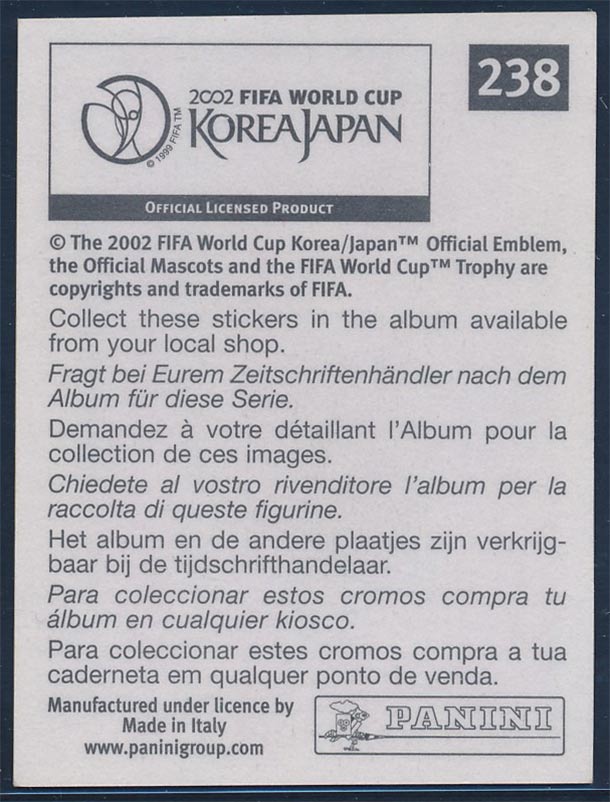 238
2002 FIFA WORLD CUP
KOREAJAPAN
© 1999 FIFA TM
OFFICIAL LICENSED PRODUCT
© The 2002 FIFA World Cup Korea/Japan™ Official Emblem,
the Official Mascots and the FIFA World Cup™ Trophy are
copyrights and trademarks of FIFA.
Collect these stickers in the album available
from your local shop.
Fragt bei Eurem Zeitschriftenhändler nach dem
Album für diese Serie.
Demandez à votre détaillant l'Album pour la
collection de ces images.
Chiedete al vostro rivenditore l'album per la
raccolta di queste figurine.
Het album en de andere plaatjes zijn verkrijg-
baar bij de tijdschrifthandelaar.
Para coleccionar estos cromos compra tu
álbum en cualquier kiosco.
Para coleccionar estes cromos compra a tua
caderneta em qualquer ponto de venda.
Manufactured under licence by
Made in Italy
www.paninigroup.com
PANINI